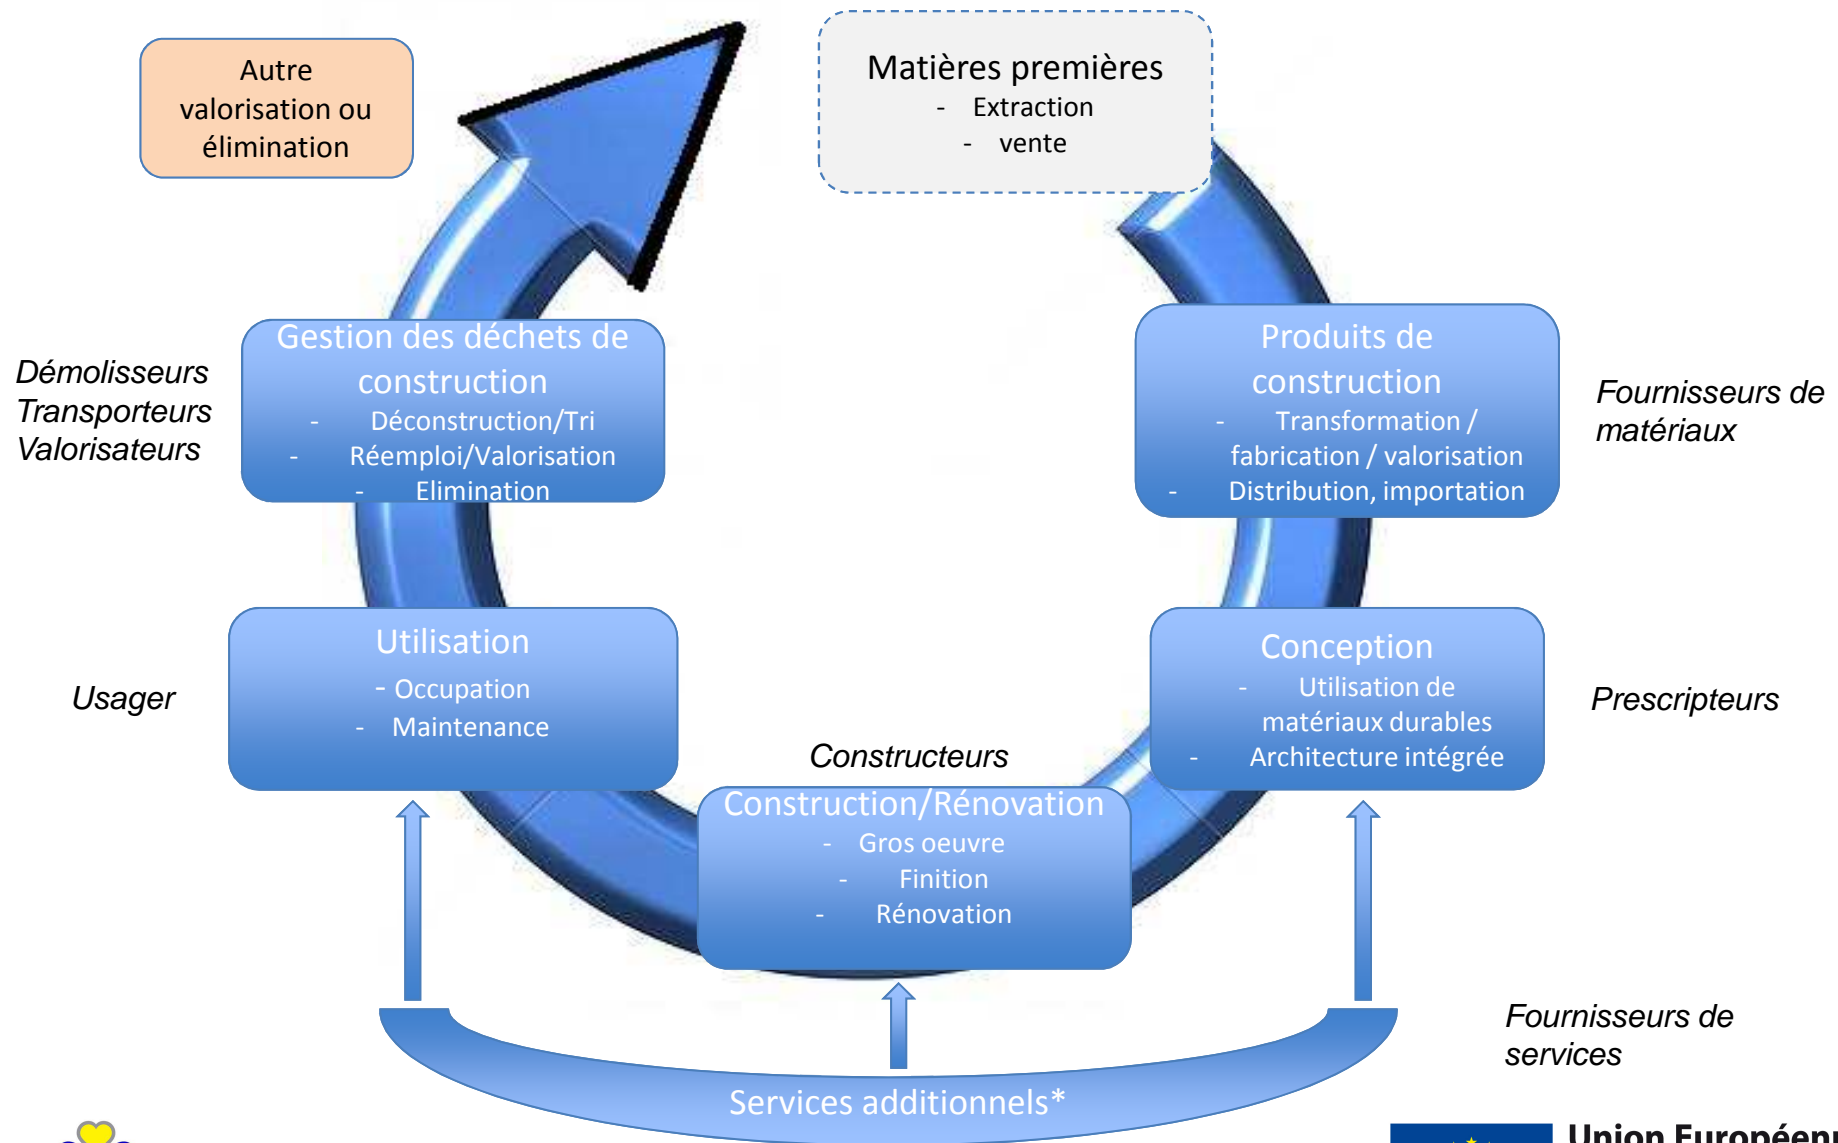 Autre
valorisation ou
élimination
Matières premières
- Extraction
- vente
Gestion des déchets de
construction
- Déconstruction/Tri
- Réemploi/Valorisation
- Elimination
Démolisseurs
Transporteurs
Valorisateurs
Produits de
construction
- Transformation /
fabrication / valorisation
- Distribution, importation
Fournisseurs de
matériaux
Utilisation
- Occupation
- Maintenance
Usager
Conception
- Utilisation de
matériaux durables
- Architecture intégrée
Prescripteurs
Constructeurs
Construction/Rénovation
- Gros oeuvre
- Finition
- Rénovation
Fournisseurs de
services
Services additionnels*
Union